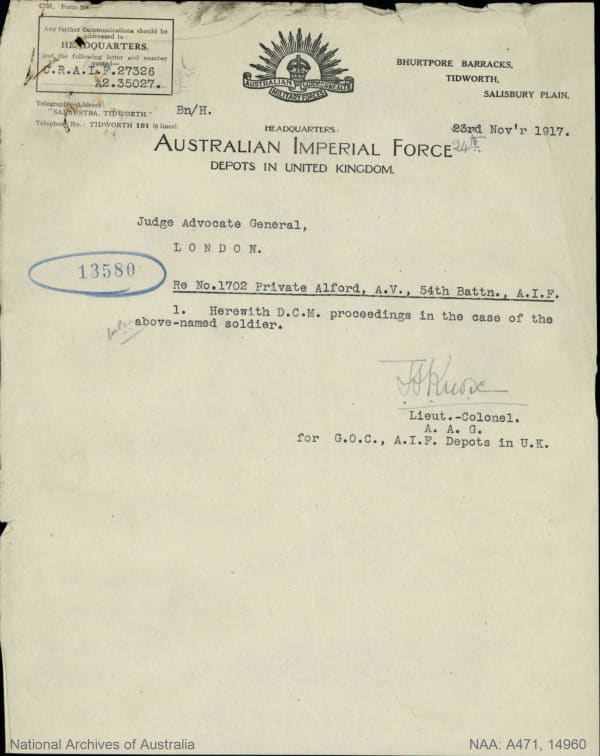 Any further Communications should be
addressed to:
HEADQUARTERS,
and the following letter and number
quoted—
C.R.A.I.F.27326
A2.35027.
Telegraphic Address:
"SALAUSTRA, TIDWORTH."
Telephone No.: TIDWORTH 101 (6 lines).
Bn/H.
AUSTRALIAN COMMONWEALTH
MILITARY FORCES
BHURTPORE BARRACKS,
TIDWORTH,
SALISBURY PLAIN.
23rd Nov'r 1917.
24th
HEADQUARTERS:
AUSTRALIAN IMPERIAL FORCE
DEPOTS IN UNITED KINGDOM.
Judge Advocate General,
L O N D O N.
13580
Re No.1702 Private Alford, A.V., 54th Battn., A.I.F.
1. Herewith D.C.M. proceedings in the case of the
above-named soldier.
Knox
Lieut.-Colonel.
A. A. G.
for G.O.C., A.I.F. Depots in U.K.
National Archives of Australia
NAA: A471, 14960